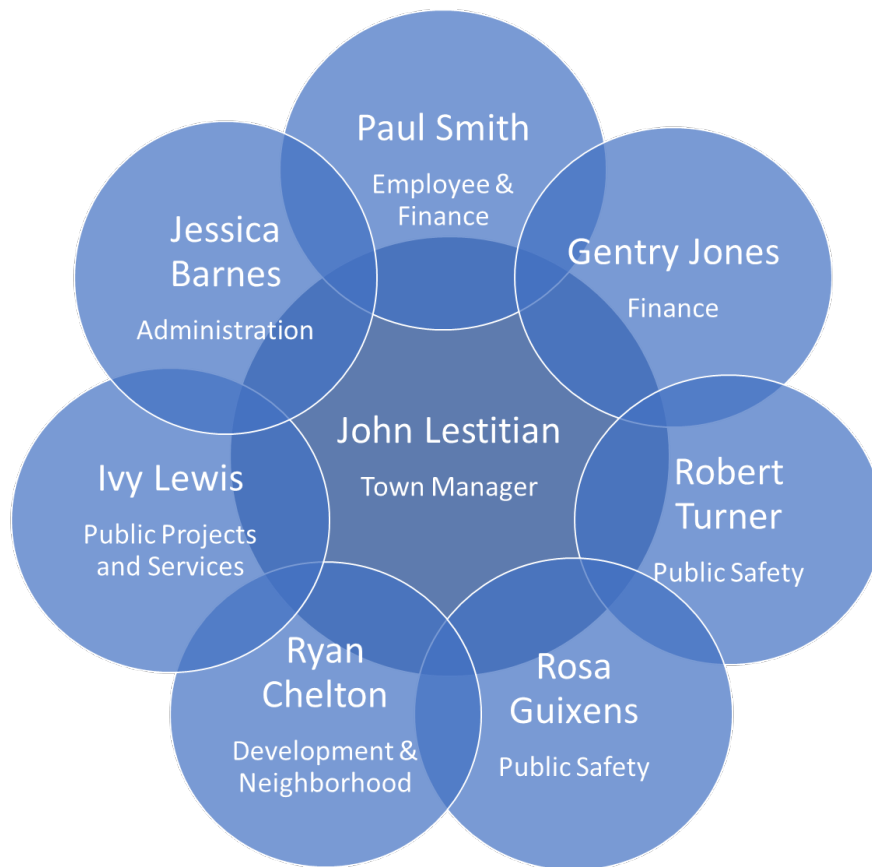 Paul Smith
Employee &
Finance
Gentry Jones
Finance
Robert
Turner
Public Safety
Rosa
Guixens
Public Safety
Ryan
Chelton
Development &
Neighborhood
Ivy Lewis
Public Projects
and Services
Jessica
Barnes
Administration
John Lestitian
Town Manager